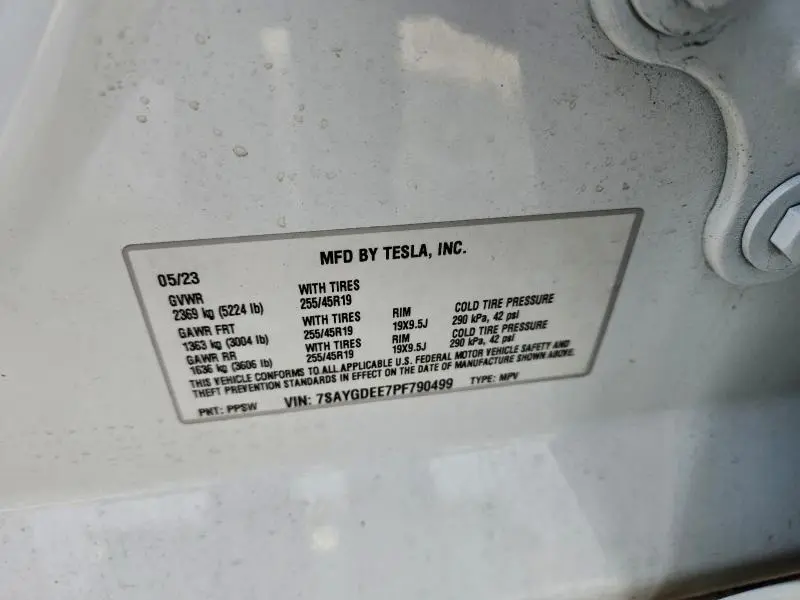 MFD BY TESLA, INC.
05/23
GVWR
2369 kg (5224 lb)
WITH TIRES
255/45R19
GAWR FRT
1363 kg (3004 lb)
WITH TIRES
255/45R19
RIM
19X9.5J
COLD TIRE PRESSURE
290 kPa, 42 psi
GAWR RR
1636 kg (3606 lb)
WITH TIRES
255/45R19
RIM
19X9.5J
COLD TIRE PRESSURE
290 kPa, 42 psi
THIS VEHICLE CONFORMS TO ALL APPLICABLE U.S. FEDERAL MOTOR VEHICLE SAFETY AND
THEFT PREVENTION STANDARDS IN EFFECT ON THE DATE OF MANUFACTURE SHOWN ABOVE.
PNT: PPSW VIN: 7SAYGDEE7PF790499 TYPE: MPV